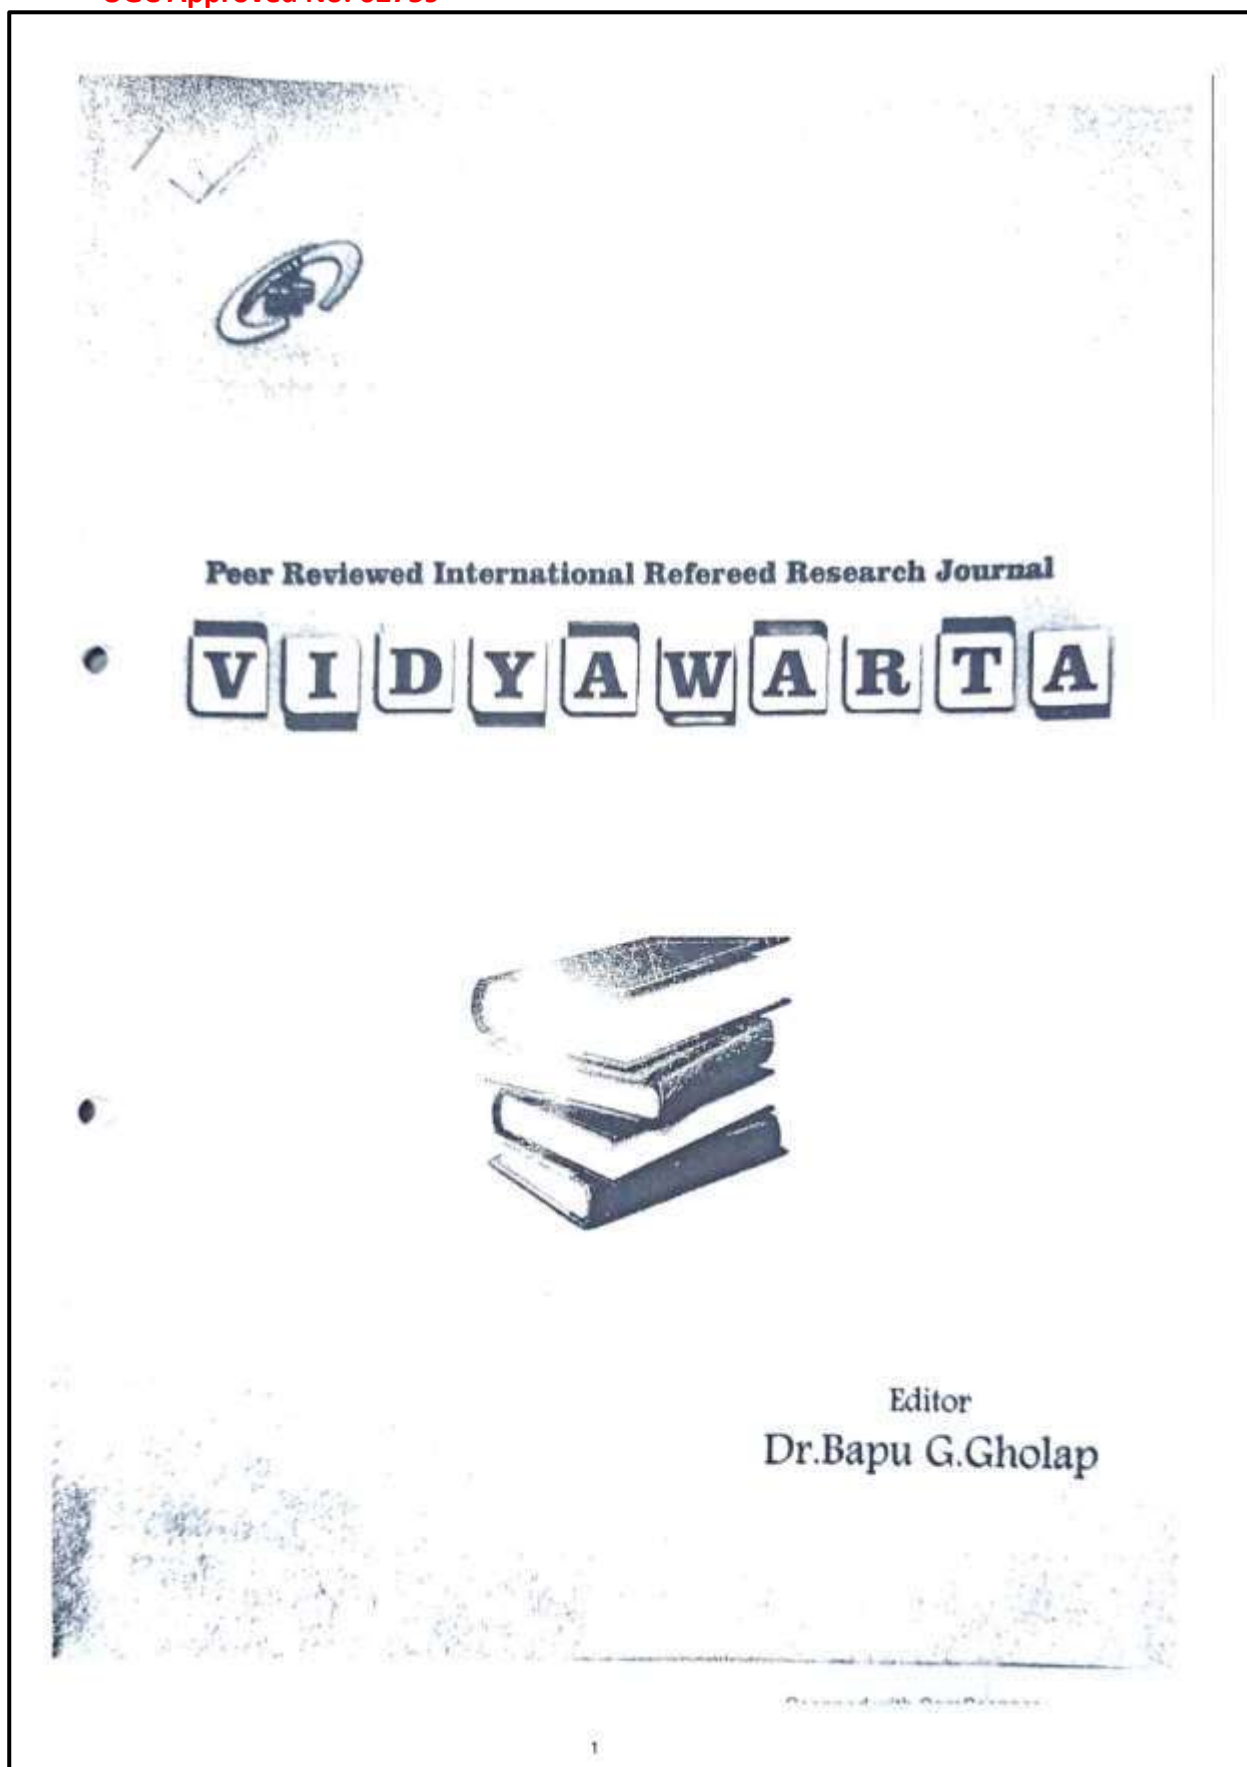 Peer Reviewed International Refereed Research Journal
VIDYAWARTA
Editor
Dr.Bapu G.Gholap
1